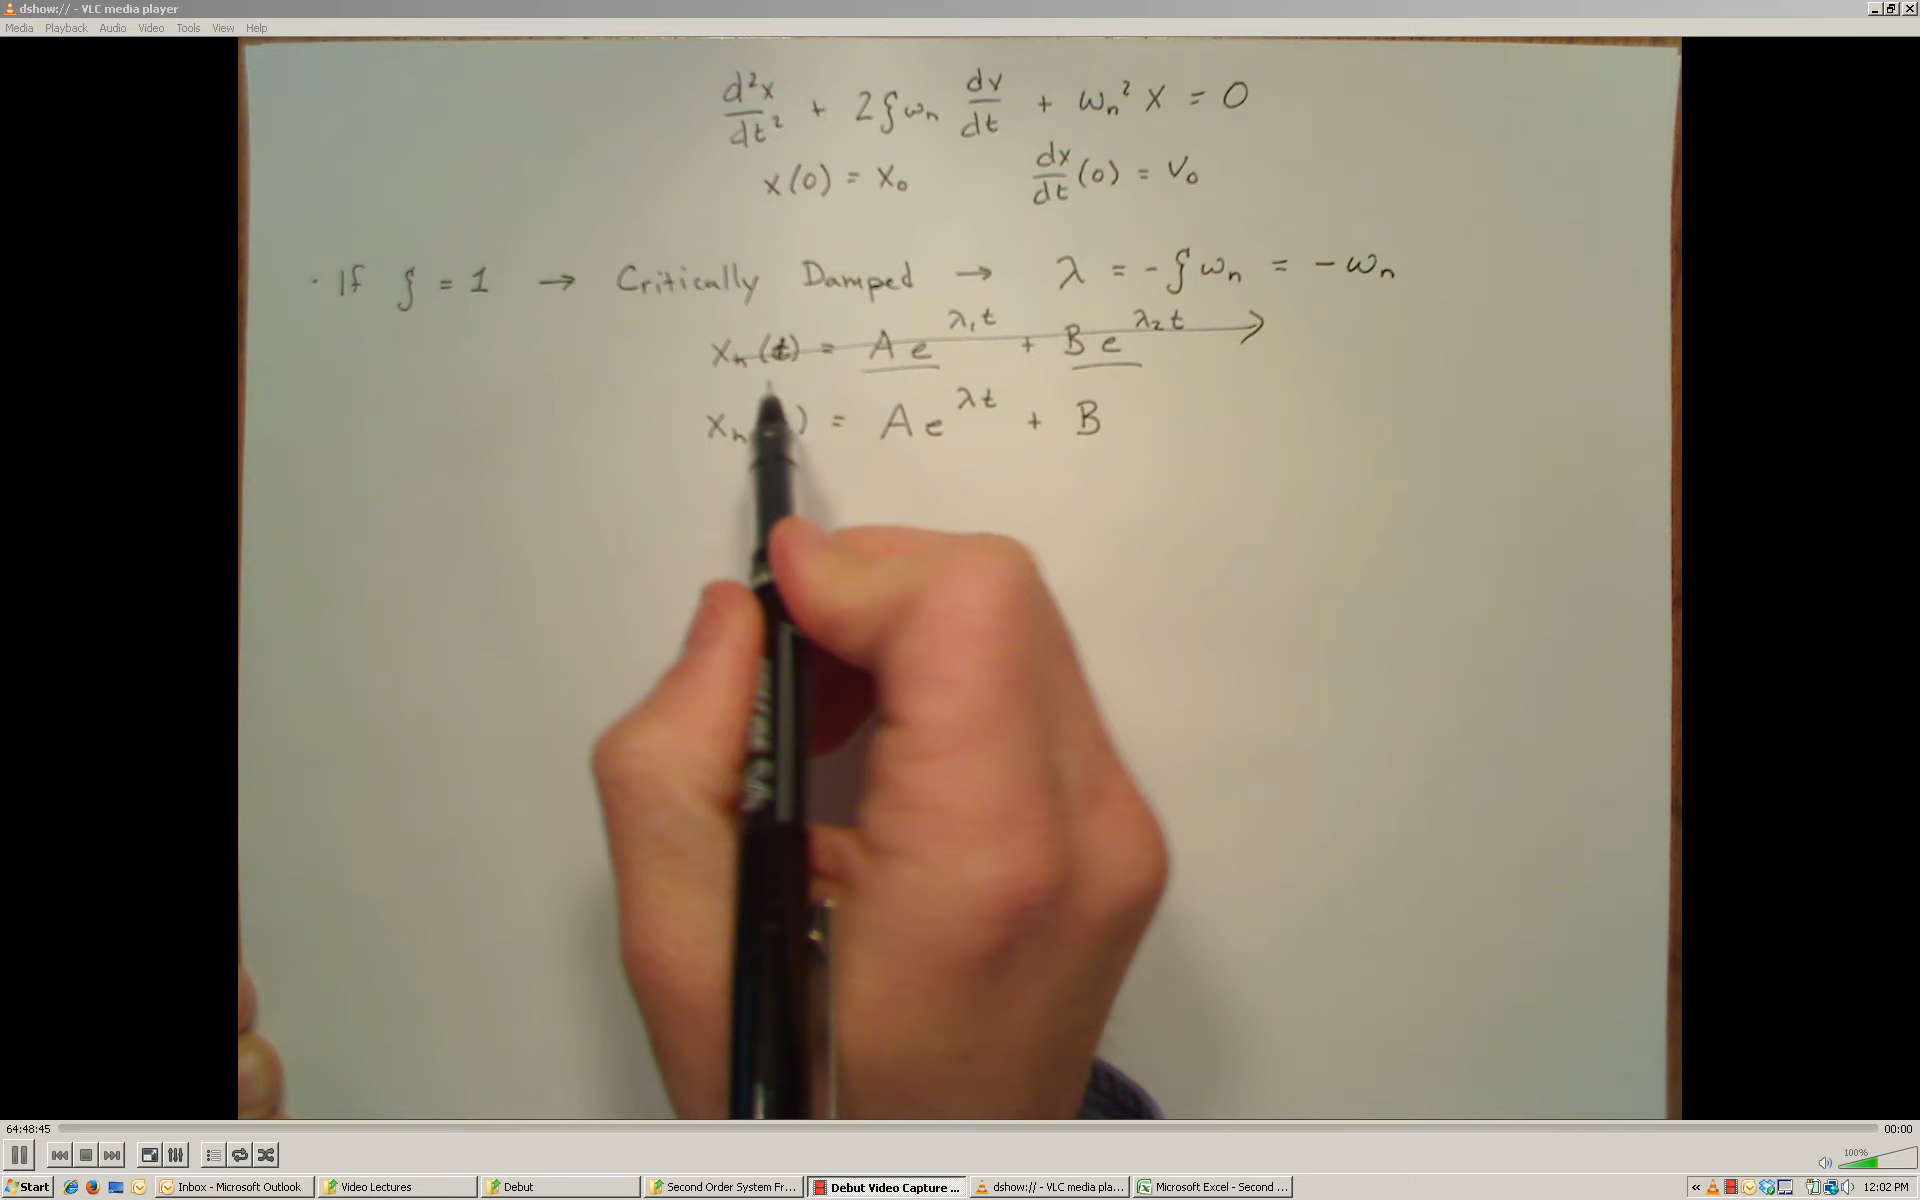 dshow:// - VLC media player
Media Playback Audio Video Tools View Help
d²x/dt² + 2ζωₙ dv/dt + ωₙ² x = 0
x(0) = x₀ dx/dt(0) = v₀
· If ζ = 1 → Critically Damped → λ = -ζωₙ = -ωₙ
xₕ(t) = A e^λ₁t + B e^λ₂t
xₕ( ) = A e^λt + B
64:48:45 00:00
100%
Start Inbox - Microsoft Outlook Video Lectures Debut Second Order System Fr... Debut Video Capture ... dshow:// - VLC media pla... Microsoft Excel - Second ... « 12:02 PM